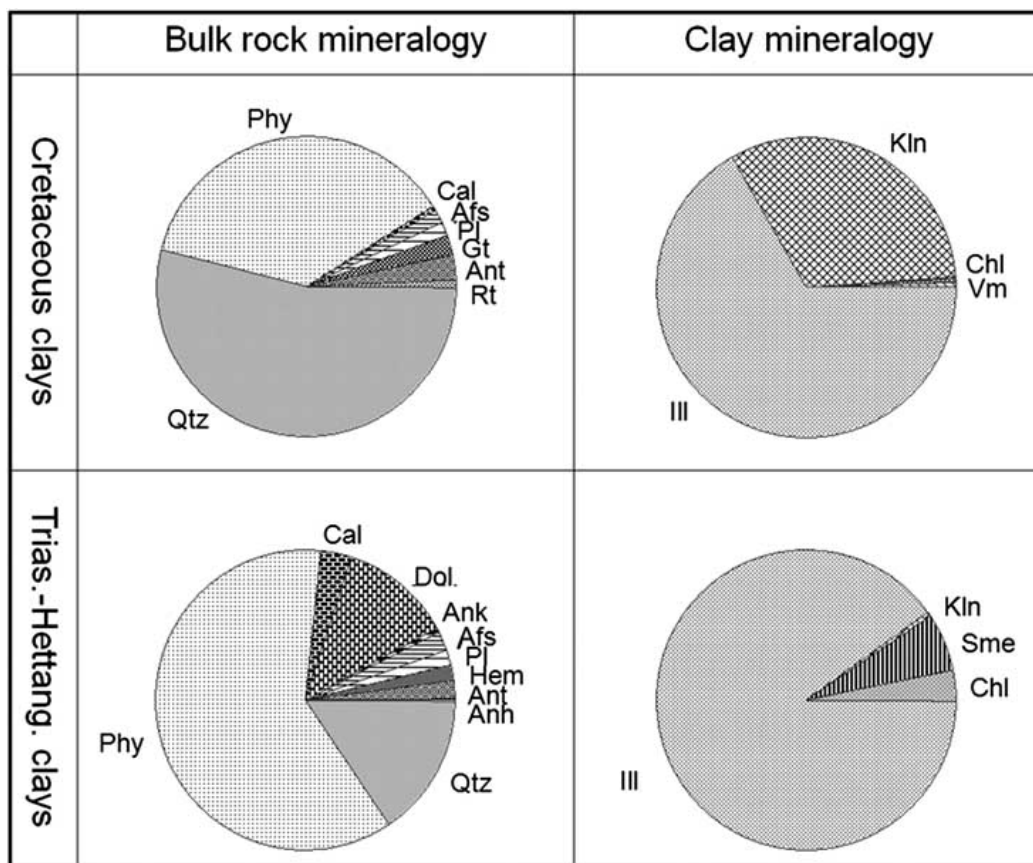 Bulk rock mineralogy
Clay mineralogy
Cretaceous clays
Phy
Cal
Afs
Pl
Gt
Ant
Rt
Qtz
Kln
Chl
Vm
Ill
Trias.-Hettang. clays
Cal
Dol.
Ank
Afs
Pl
Hem
Ant
Anh
Qtz
Phy
Kln
Sme
Chl
Ill